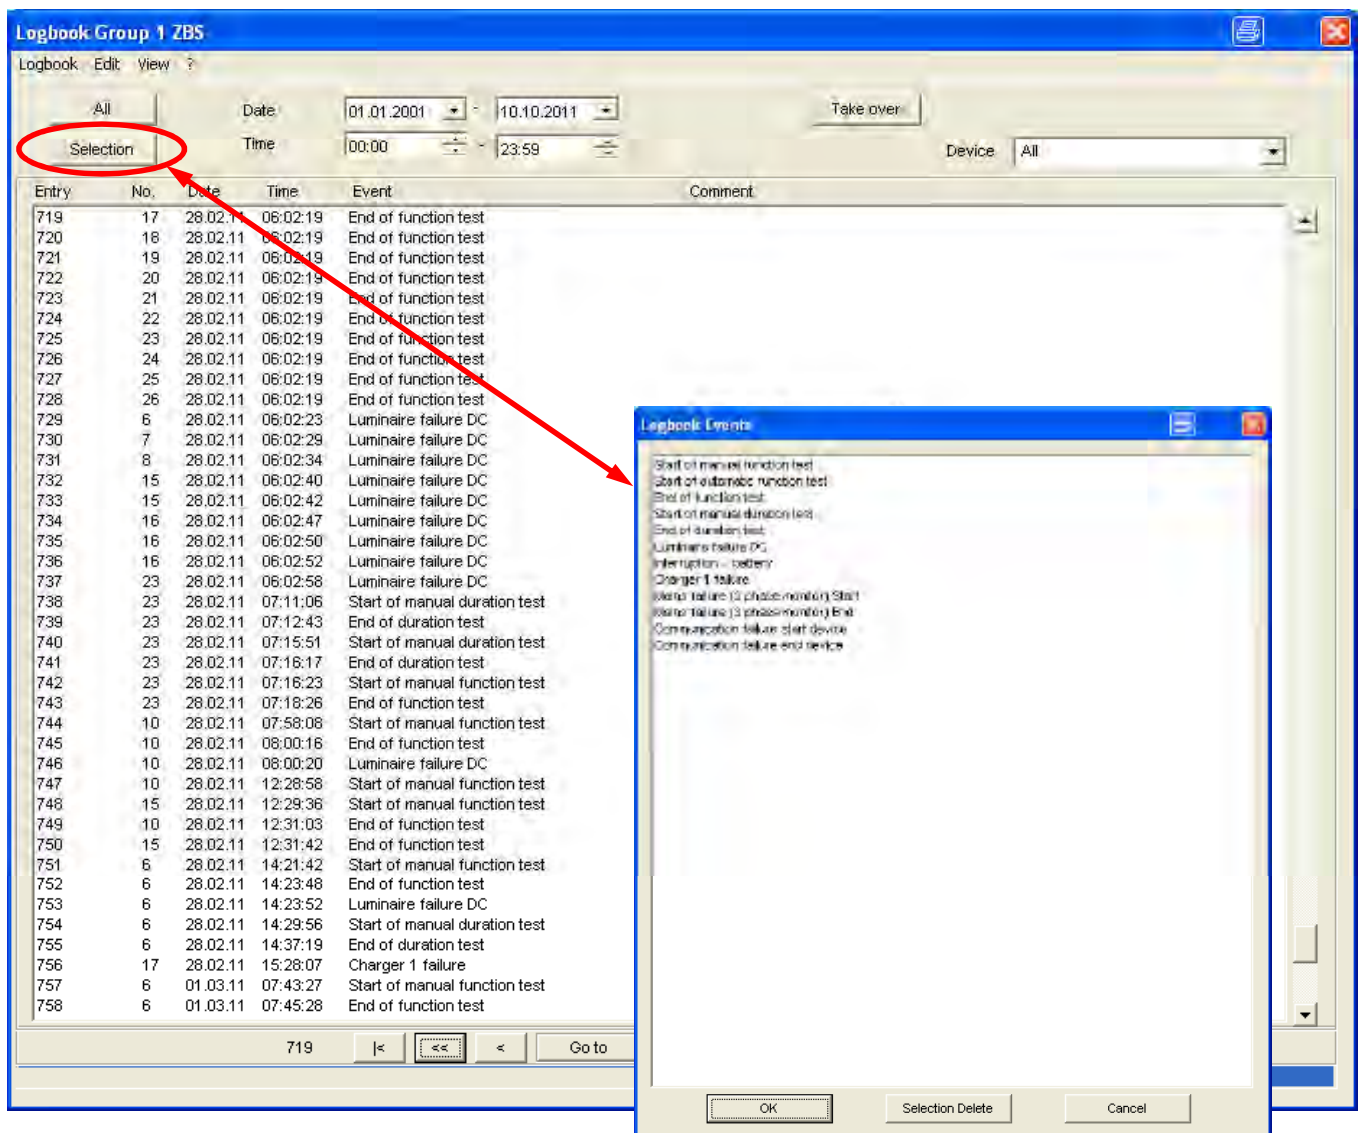 Logbook Group 1 ZBS
Logbook Edit View ?
All Date 01.01.2001 - 10.10.2011 Take over
Selection Time 00:00 - 23:59 Device All
Entry No. Date Time Event Comment
719 17 28.02.11 06:02:19 End of function test
720 18 28.02.11 06:02:19 End of function test
721 19 28.02.11 06:02:19 End of function test
722 20 28.02.11 06:02:19 End of function test
723 21 28.02.11 06:02:19 End of function test
724 22 28.02.11 06:02:19 End of function test
725 23 28.02.11 06:02:19 End of function test
726 24 28.02.11 06:02:19 End of function test
727 25 28.02.11 06:02:19 End of function test
728 26 28.02.11 06:02:19 End of function test
729 6 28.02.11 06:02:23 Luminaire failure DC
730 7 28.02.11 06:02:29 Luminaire failure DC
731 8 28.02.11 06:02:34 Luminaire failure DC
732 15 28.02.11 06:02:40 Luminaire failure DC
733 15 28.02.11 06:02:42 Luminaire failure DC
734 16 28.02.11 06:02:47 Luminaire failure DC
735 16 28.02.11 06:02:50 Luminaire failure DC
736 16 28.02.11 06:02:52 Luminaire failure DC
737 23 28.02.11 06:02:58 Luminaire failure DC
738 23 28.02.11 07:11:06 Start of manual duration test
739 23 28.02.11 07:12:43 End of duration test
740 23 28.02.11 07:15:51 Start of manual duration test
741 23 28.02.11 07:16:17 End of duration test
742 23 28.02.11 07:16:23 Start of manual function test
743 23 28.02.11 07:18:26 End of function test
744 10 28.02.11 07:58:08 Start of manual function test
745 10 28.02.11 08:00:16 End of function test
746 10 28.02.11 08:00:20 Luminaire failure DC
747 10 28.02.11 12:28:58 Start of manual function test
748 15 28.02.11 12:29:36 Start of manual function test
749 10 28.02.11 12:31:03 End of function test
750 15 28.02.11 12:31:42 End of function test
751 6 28.02.11 14:21:42 Start of manual function test
752 6 28.02.11 14:23:48 End of function test
753 6 28.02.11 14:23:52 Luminaire failure DC
754 6 28.02.11 14:29:56 Start of manual duration test
755 6 28.02.11 14:37:19 End of duration test
756 17 28.02.11 15:28:07 Charger 1 failure
757 6 01.03.11 07:43:27 Start of manual function test
758 6 01.03.11 07:45:28 End of function test
719 |< << < Go to
Logbook Events
Start of manual function test
Start of automatic function test
End of function test
Start of manual duration test
End of duration test
Luminaire failure DC
Interruption - battery
Charger 1 failure
Mains failure (3 phase monitor) Start
Mains failure (3 phase monitor) End
Communication failure start device
Communication failure end device
OK Selection Delete Cancel